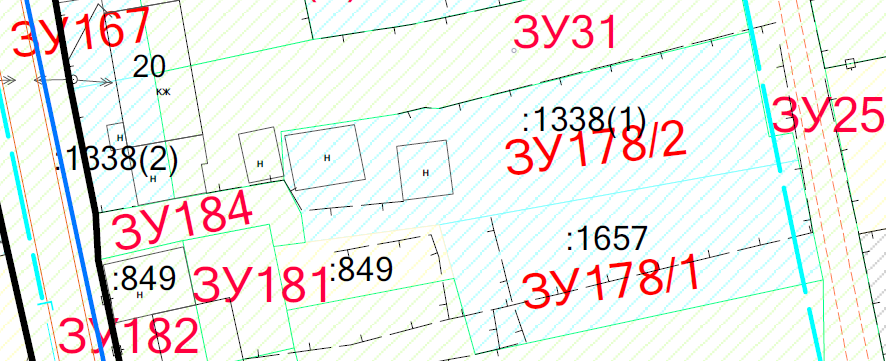 ЗУ167
ЗУ31
20
кж
:1338(1)
ЗУ25
н
ЗУ178/2
:1338(2)
н
н
н
н
ЗУ184
:1657
:849
н
ЗУ181
:849
ЗУ178/1
ЗУ182